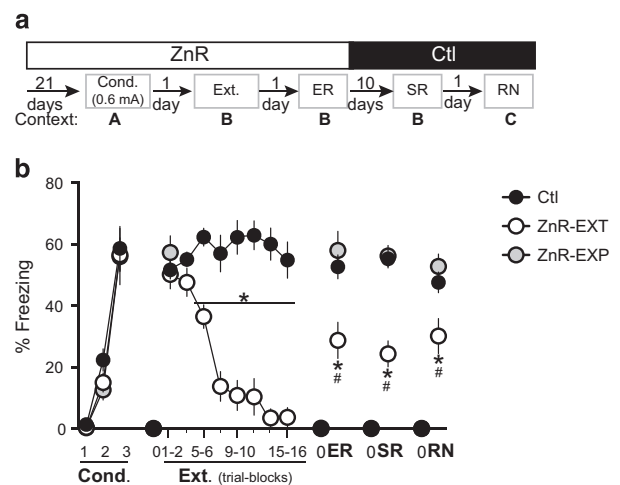 a
ZnR Ctl
21 days Cond. (0.6 mA) 1 day Ext. 1 day ER 10 days SR 1 day RN
Context: A B B B C
b
% Freezing
80
60
40
20
0
Ctl
ZnR-EXT
ZnR-EXP
*
* * *
# # #
1 2 3 0 1-2 5-6 9-10 15-16 0 ER 0 SR 0 RN
Cond. Ext. (trial-blocks)